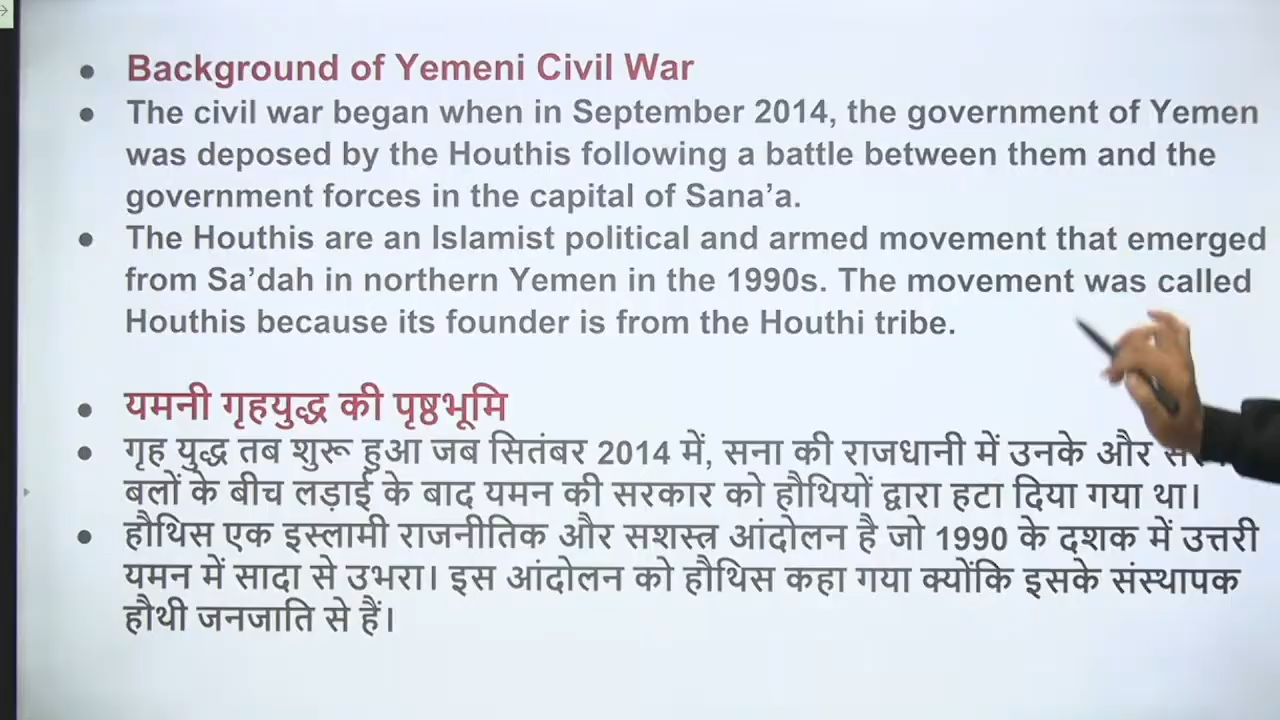 Background of Yemeni Civil War
The civil war began when in September 2014, the government of Yemen
was deposed by the Houthis following a battle between them and the
government forces in the capital of Sana’a.
The Houthis are an Islamist political and armed movement that emerged
from Sa’dah in northern Yemen in the 1990s. The movement was called
Houthis because its founder is from the Houthi tribe.
यमनी गृहयुद्ध की पृष्ठभूमि
गृह युद्ध तब शुरू हुआ जब सितंबर 2014 में, सना की राजधानी में उनके और
बलों के बीच लड़ाई के बाद यमन की सरकार को हौथियों द्वारा हटा दिया गया था।
हौथिस एक इस्लामी राजनीतिक और सशस्त्र आंदोलन है जो 1990 के दशक में उत्तरी
यमन में सादा से उभरा। इस आंदोलन को हौथिस कहा गया क्योंकि इसके संस्थापक
हौथी जनजाति से हैं।